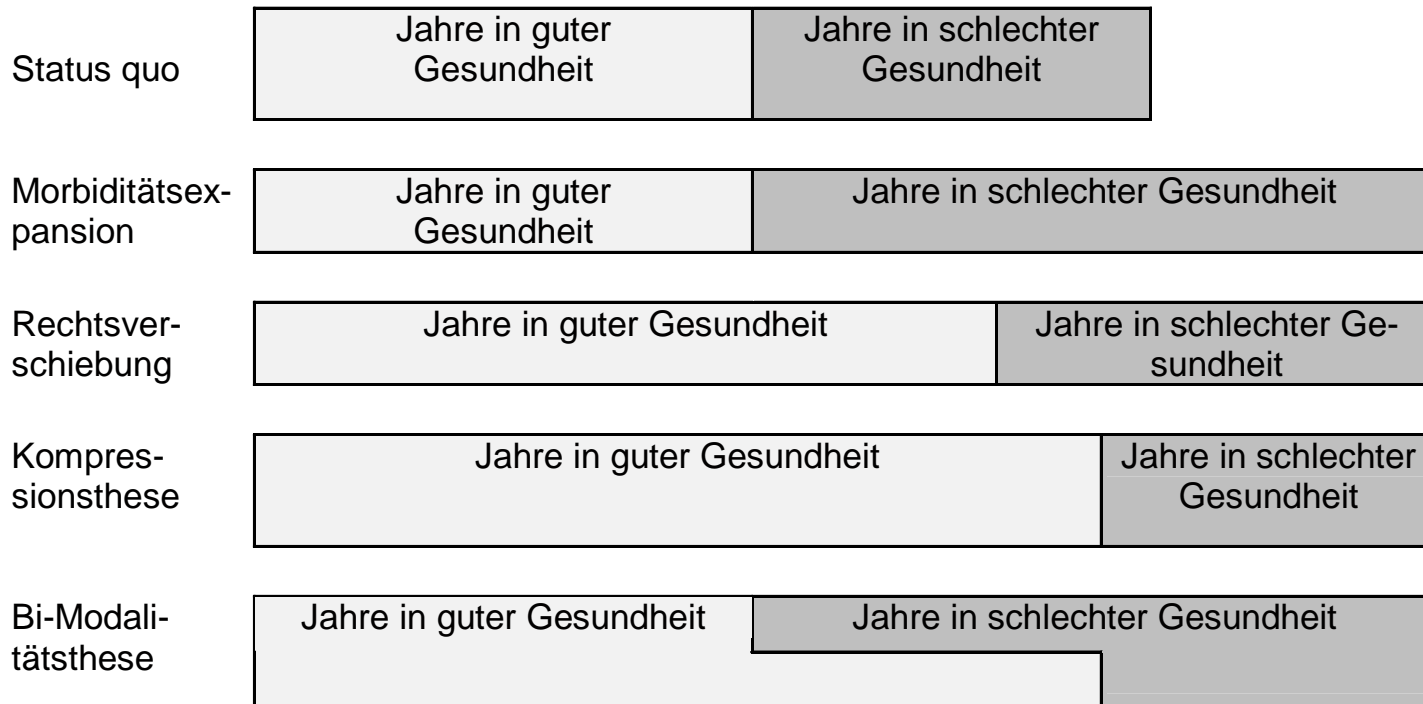 Status quo
Jahre in guter
Gesundheit
Jahre in schlechter
Gesundheit
Morbiditätsex-
pansion
Jahre in guter
Gesundheit
Jahre in schlechter Gesundheit
Rechtsver-
schiebung
Jahre in guter Gesundheit
Jahre in schlechter Ge-
sundheit
Kompres-
sionsthese
Jahre in guter Gesundheit
Jahre in schlechter
Gesundheit
Bi-Modali-
tätsthese
Jahre in guter Gesundheit
Jahre in schlechter Gesundheit